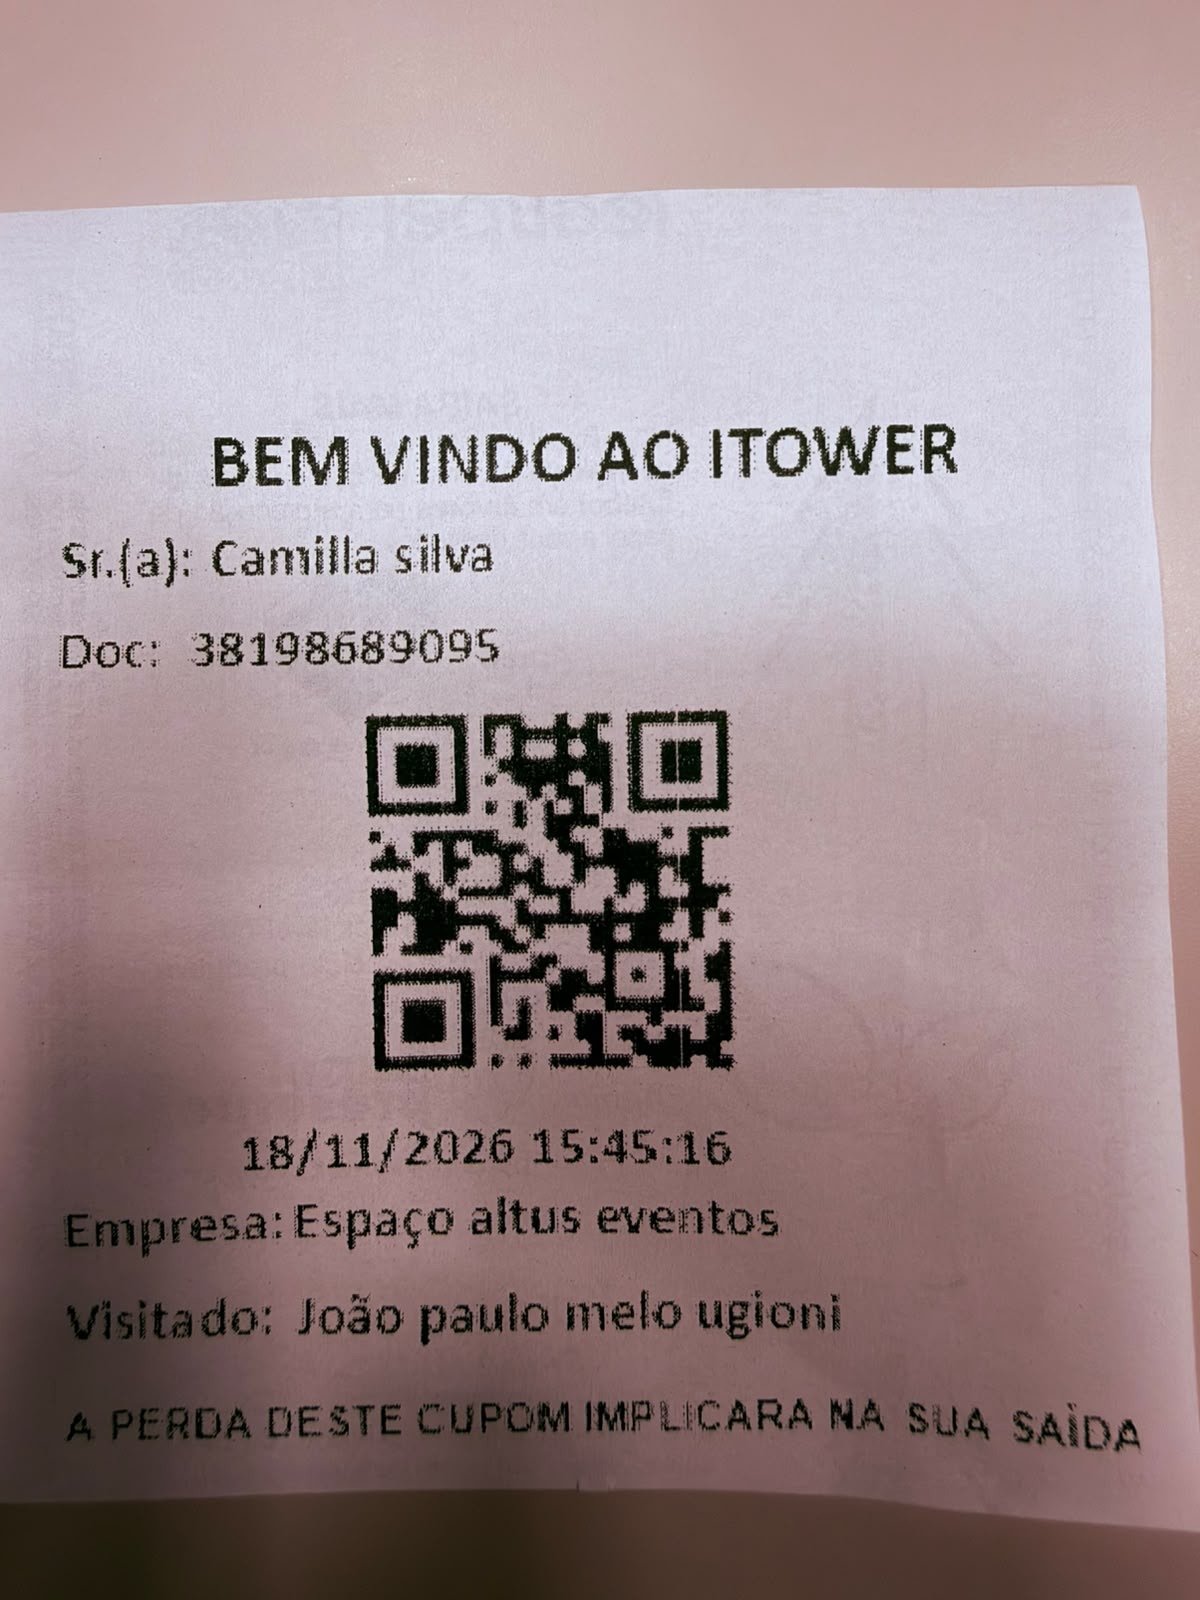 BEM VINDO AO ITOWER
Sr.(a): Camilla silva
Doc: 38198689095
18/11/2026 15:45:16
Empresa: Espaço altus eventos
Visitado: João paulo melo ugioni
A PERDA DESTE CUPOM IMPLICARA NA SUA SAÍDA